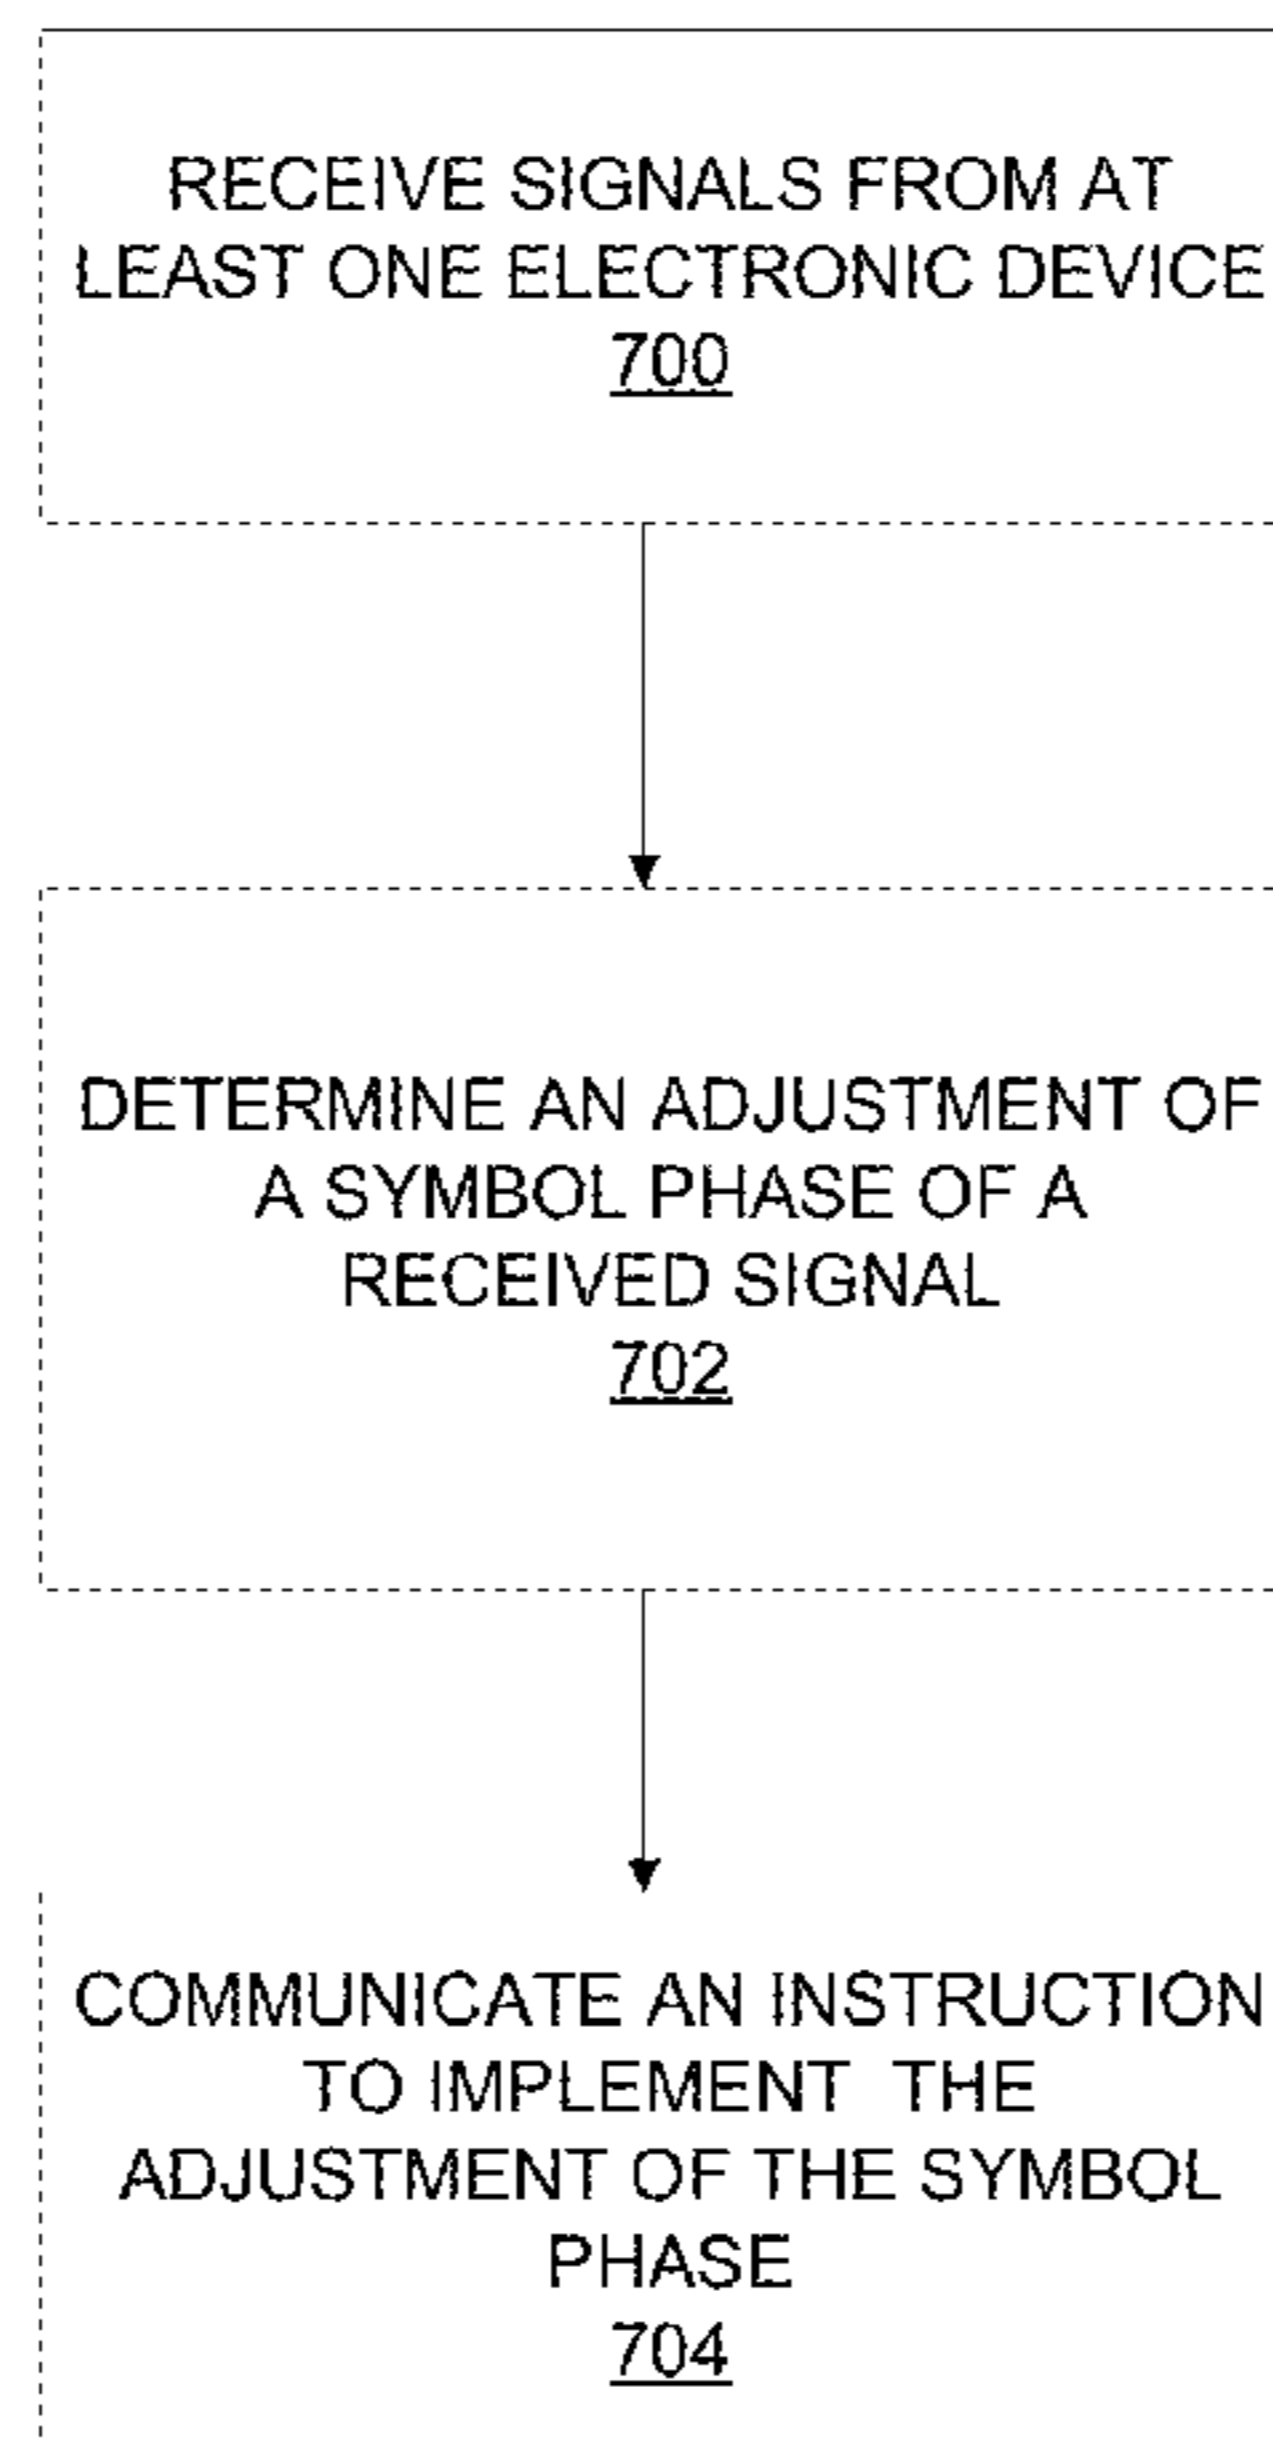 RECEIVE SIGNALS FROM AT
LEAST ONE ELECTRONIC DEVICE
700
DETERMINE AN ADJUSTMENT OF
A SYMBOL PHASE OF A
RECEIVED SIGNAL
702
COMMUNICATE AN INSTRUCTION
TO IMPLEMENT THE
ADJUSTMENT OF THE SYMBOL
PHASE
704